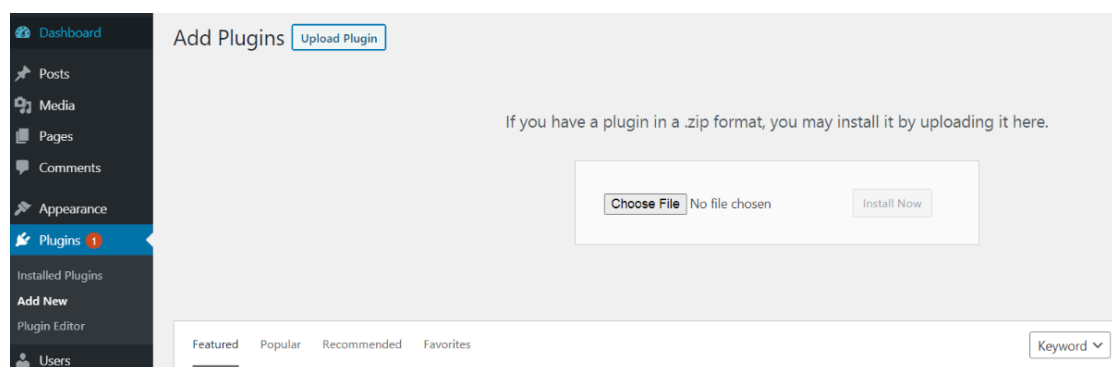 Dashboard
Add Plugins Upload Plugin
Posts
Media
Pages
Comments
Appearance
Plugins 1
Installed Plugins
Add New
Plugin Editor
Users
If you have a plugin in a .zip format, you may install it by uploading it here.
Choose File No file chosen Install Now
Featured Popular Recommended Favorites Keyword